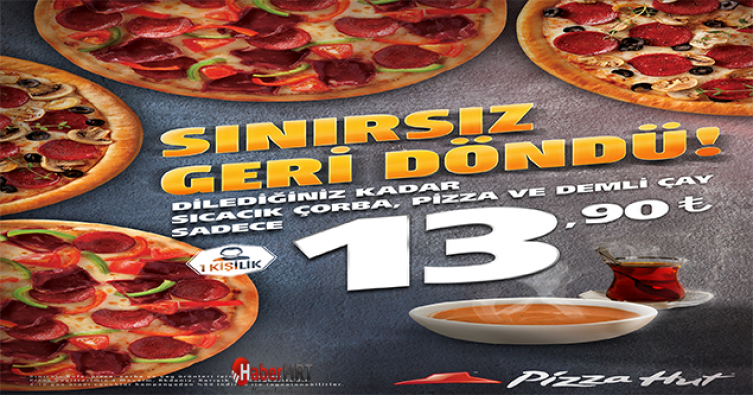 SINIRSIZ
GERİ DÖNDÜ!
DİLEDİĞİNİZ KADAR
SICACIK ÇORBA, PİZZA VE DEMLİ ÇAY
SADECE
13,90 ₺
1 KİŞİLİK
HaberHAT
Pizza Hut